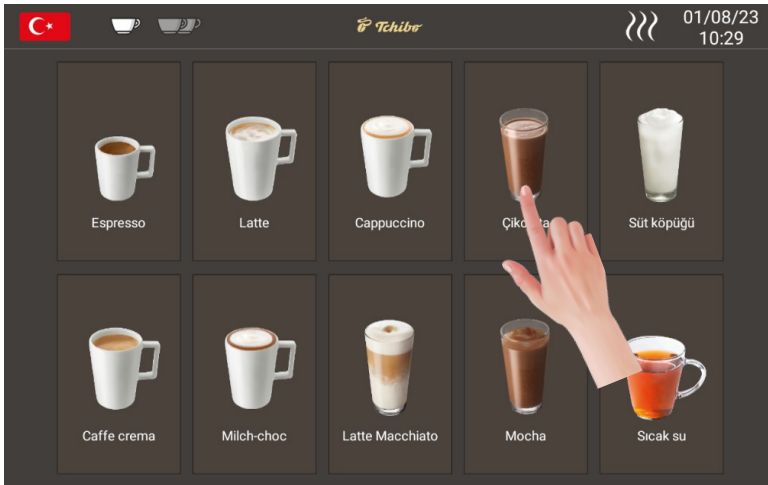 Tchibo
01/08/23
10:29
Espresso
Latte
Cappuccino
Süt köpüğü
Caffe crema
Milch-choc
Latte Macchiato
Mocha
Sıcak su